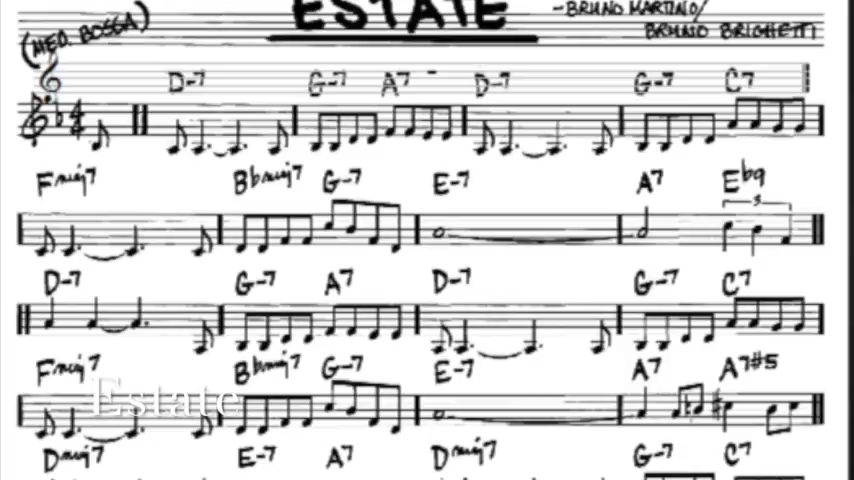 ESTATE
-BRUNO MARTINO/
BRUNO BRIGHETTI
(MED. BOSSA)
D-7 G-7 A7 D-7 G-7 C7
Fmaj7 Bbmaj7 G-7 E-7 A7 Eb9
3
D-7 G-7 A7 D-7 G-7 C7
Fmaj7 Bbmaj7 G-7 E-7 A7 A7#5
Estate
Dmaj7 E-7 A7 Dmaj7 G-7 C7